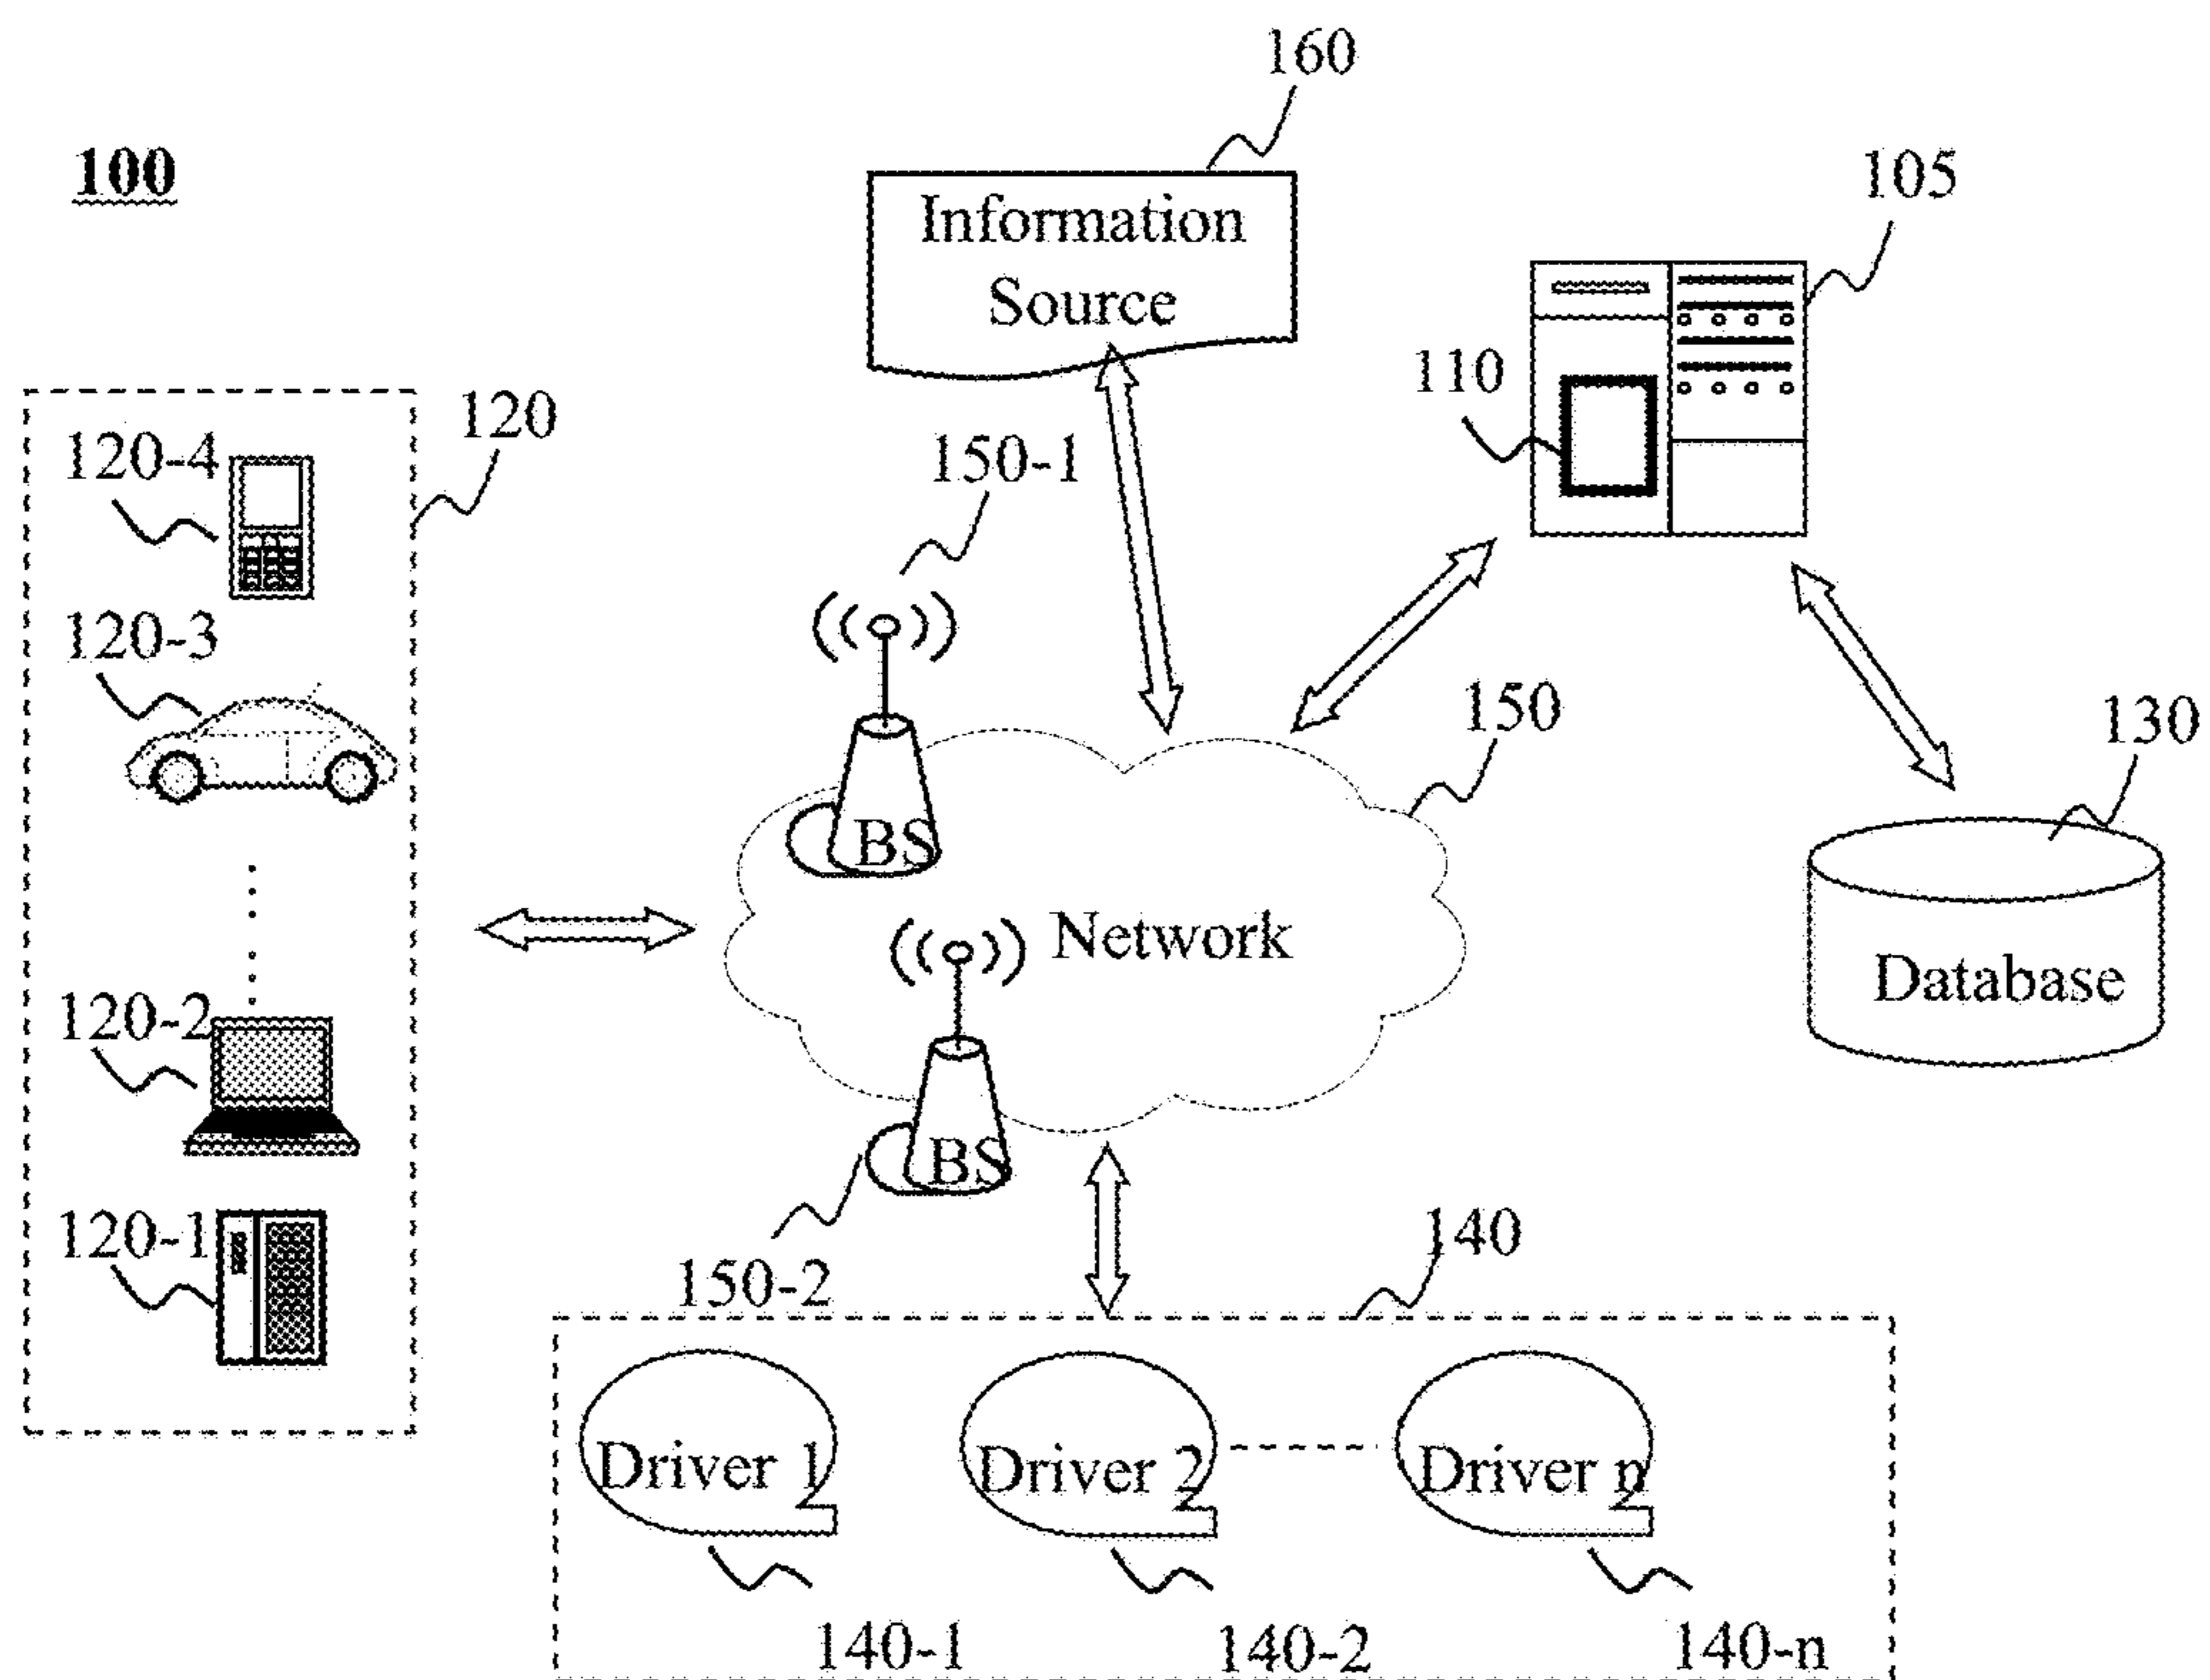 160
100
105
Information
Source
110
120
150-1
120-4
120-3
150
130
BS
Network
Database
120-2
BS
120-1
140
150-2
Driver 1
Driver 2
Driver n
140-1
140-2
140-n